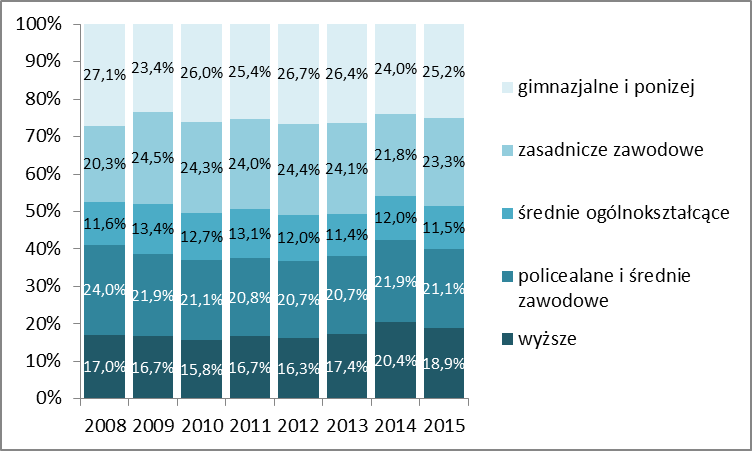 100%
90%
80%
70%
60%
50%
40%
30%
20%
10%
0%
27,1% 23,4% 26,0% 25,4% 26,7% 26,4% 24,0% 25,2%
20,3% 24,5% 24,3% 24,0% 24,4% 24,1% 21,8% 23,3%
11,6% 13,4% 12,7% 13,1% 12,0% 11,4% 12,0% 11,5%
24,0% 21,9% 21,1% 20,8% 20,7% 20,7% 21,9% 21,1%
17,0% 16,7% 15,8% 16,7% 16,3% 17,4% 20,4% 18,9%
2008 2009 2010 2011 2012 2013 2014 2015
gimnazjalne i ponizej
zasadnicze zawodowe
średnie ogólnokształcące
policealane i średnie
zawodowe
wyższe